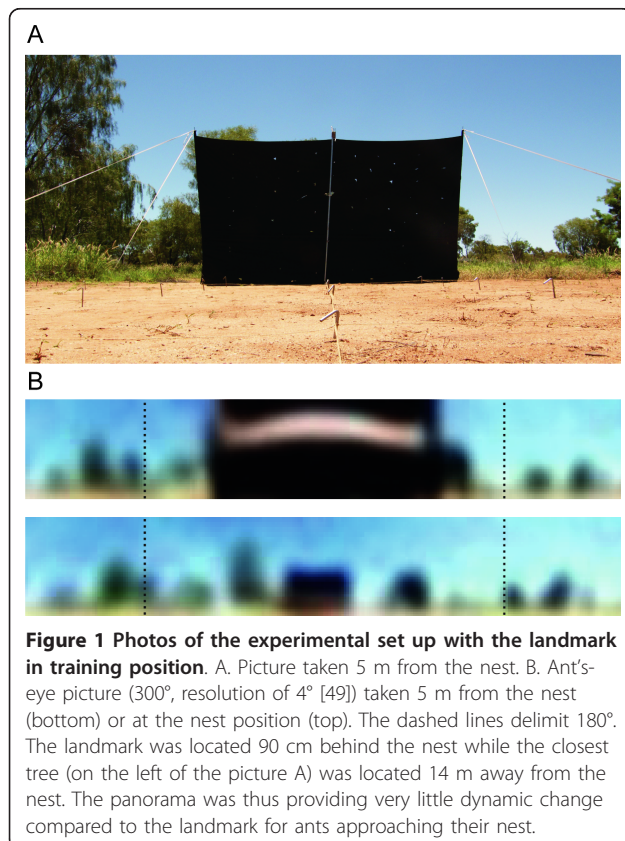 A
B
Figure 1 Photos of the experimental set up with the landmark
in training position. A. Picture taken 5 m from the nest. B. Ant's-
eye picture (300°, resolution of 4° [49]) taken 5 m from the nest
(bottom) or at the nest position (top). The dashed lines delimit 180°.
The landmark was located 90 cm behind the nest while the closest
tree (on the left of the picture A) was located 14 m away from the
nest. The panorama was thus providing very little dynamic change
compared to the landmark for ants approaching their nest.